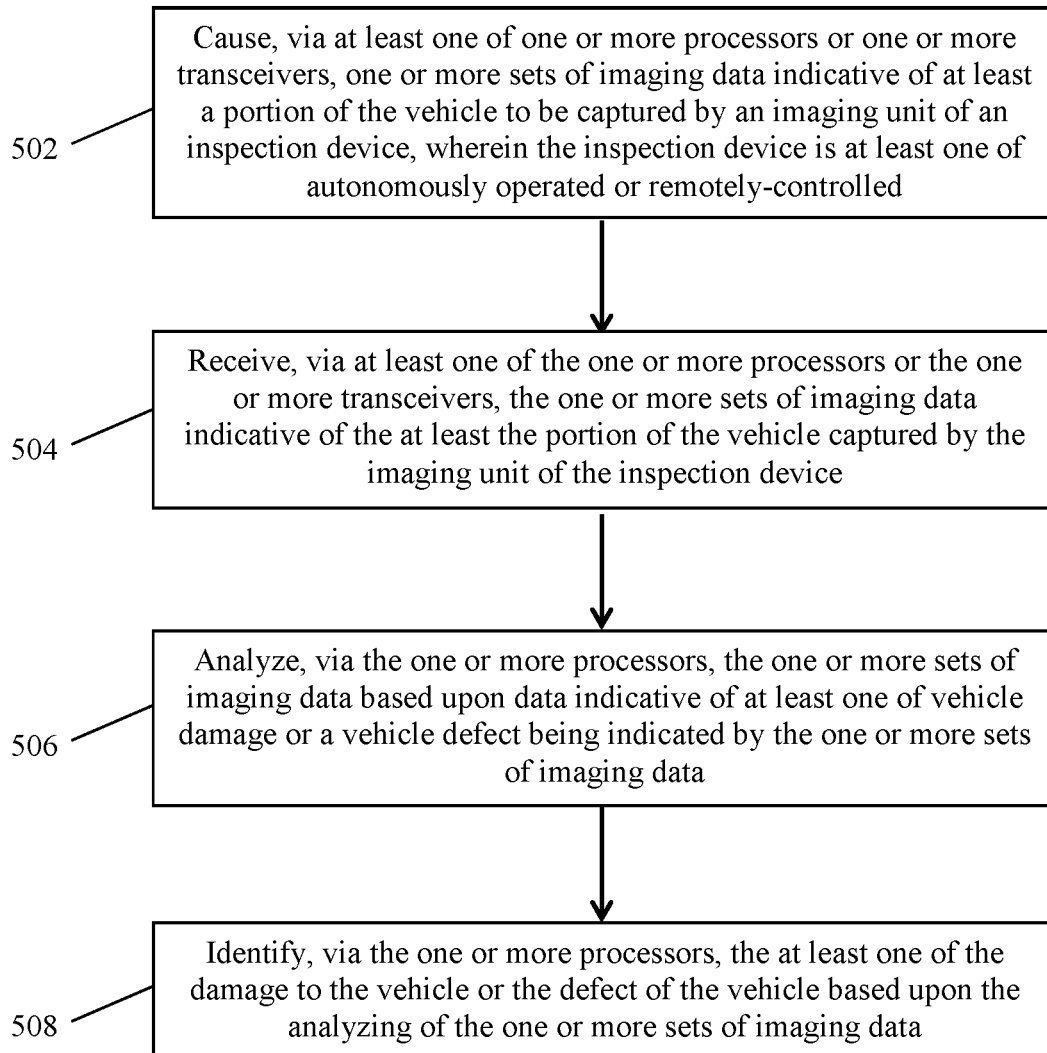 Cause, via at least one of one or more processors or one or more
transceivers, one or more sets of imaging data indicative of at least
a portion of the vehicle to be captured by an imaging unit of an
inspection device, wherein the inspection device is at least one of
autonomously operated or remotely-controlled
502
Receive, via at least one of the one or more processors or the one
or more transceivers, the one or more sets of imaging data
indicative of the at least the portion of the vehicle captured by the
imaging unit of the inspection device
504
Analyze, via the one or more processors, the one or more sets of
imaging data based upon data indicative of at least one of vehicle
damage or a vehicle defect being indicated by the one or more sets
of imaging data
506
Identify, via the one or more processors, the at least one of the
damage to the vehicle or the defect of the vehicle based upon the
analyzing of the one or more sets of imaging data
508